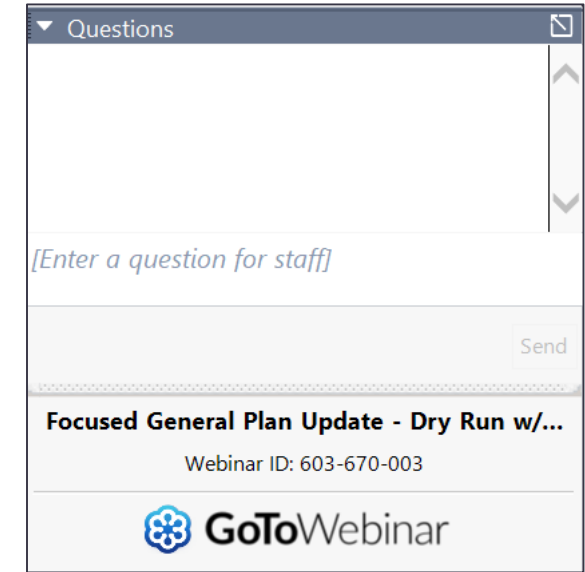 Questions
[Enter a question for staff]
Send
Focused General Plan Update - Dry Run w/...
Webinar ID: 603-670-003
GoToWebinar